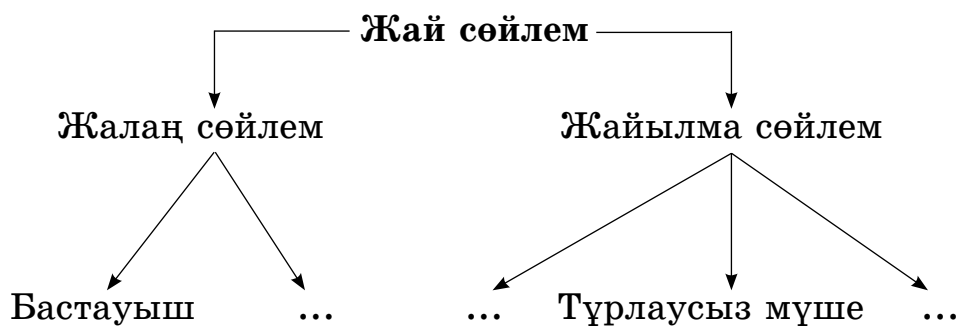 Жай сөйлем
Жалаң сөйлем Жайылма сөйлем
Бастауыш ... ... Тұрлаусыз мүше ...